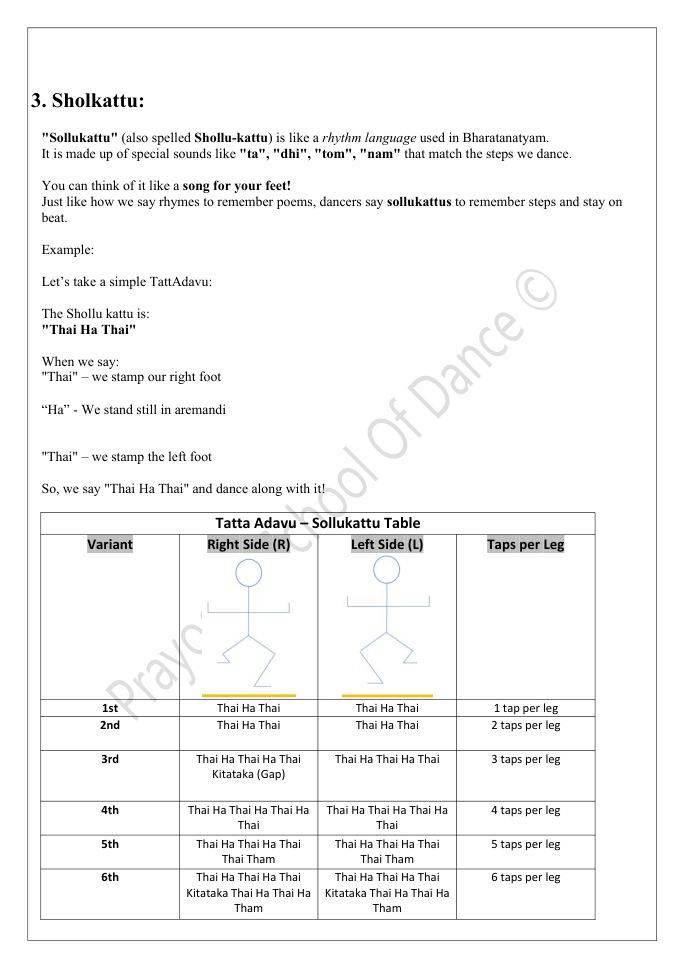 3. Sholkattu:
"Sollukattu" (also spelled Shollu-kattu) is like a rhythm language used in Bharatanatyam.
It is made up of special sounds like "ta", "dhi", "tom", "nam" that match the steps we dance.
You can think of it like a song for your feet!
Just like how we say rhymes to remember poems, dancers say sollukattus to remember steps and stay on
beat.
Example:
Let’s take a simple TattAdavu:
The Shollu kattu is:
"Thai Ha Thai"
When we say:
"Thai" – we stamp our right foot
“Ha” - We stand still in aremandi
"Thai" – we stamp the left foot
So, we say "Thai Ha Thai" and dance along with it!
Tatta Adavu – Sollukattu Table
Variant Right Side (R) Left Side (L) Taps per Leg
1st Thai Ha Thai Thai Ha Thai 1 tap per leg
2nd Thai Ha Thai Thai Ha Thai 2 taps per leg
3rd Thai Ha Thai Ha Thai Thai Ha Thai Ha Thai 3 taps per leg
Kitataka (Gap)
4th Thai Ha Thai Ha Thai Ha Thai Ha Thai Ha Thai Ha 4 taps per leg
Thai Thai
5th Thai Ha Thai Ha Thai Thai Ha Thai Ha Thai 5 taps per leg
Thai Tham Thai Tham
6th Thai Ha Thai Ha Thai Thai Ha Thai Ha Thai 6 taps per leg
Kitataka Thai Ha Thai Ha Kitataka Thai Ha Thai Ha
Tham Tham
School Of Dance ©